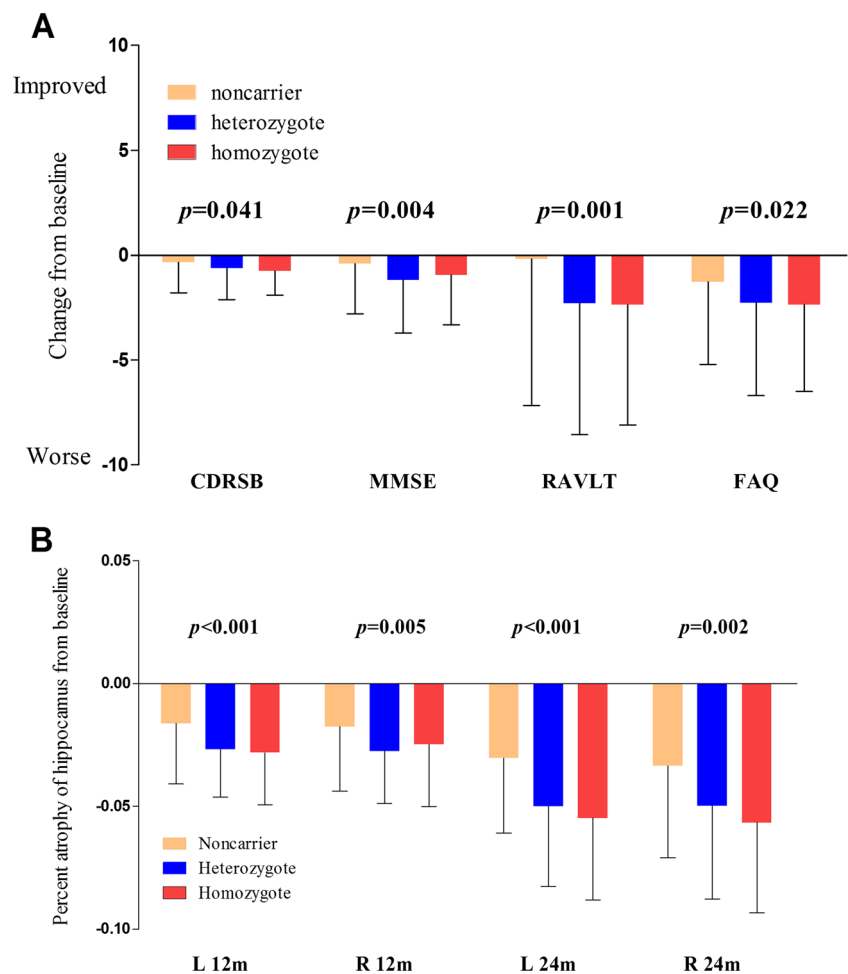 A
10
Improved
noncarrier
heterozygote
homozygote
5
Change from baseline
p=0.041 p=0.004 p=0.001 p=0.022
0
-5
Worse
-10
CDRSB MMSE RAVLT FAQ
B
0.05
Percent atrophy of hippocamus from baseline
p<0.001 p=0.005 p<0.001 p=0.002
0.00
-0.05
Noncarrier
Heterozygote
Homozygote
-0.10
L 12m R 12m L 24m R 24m